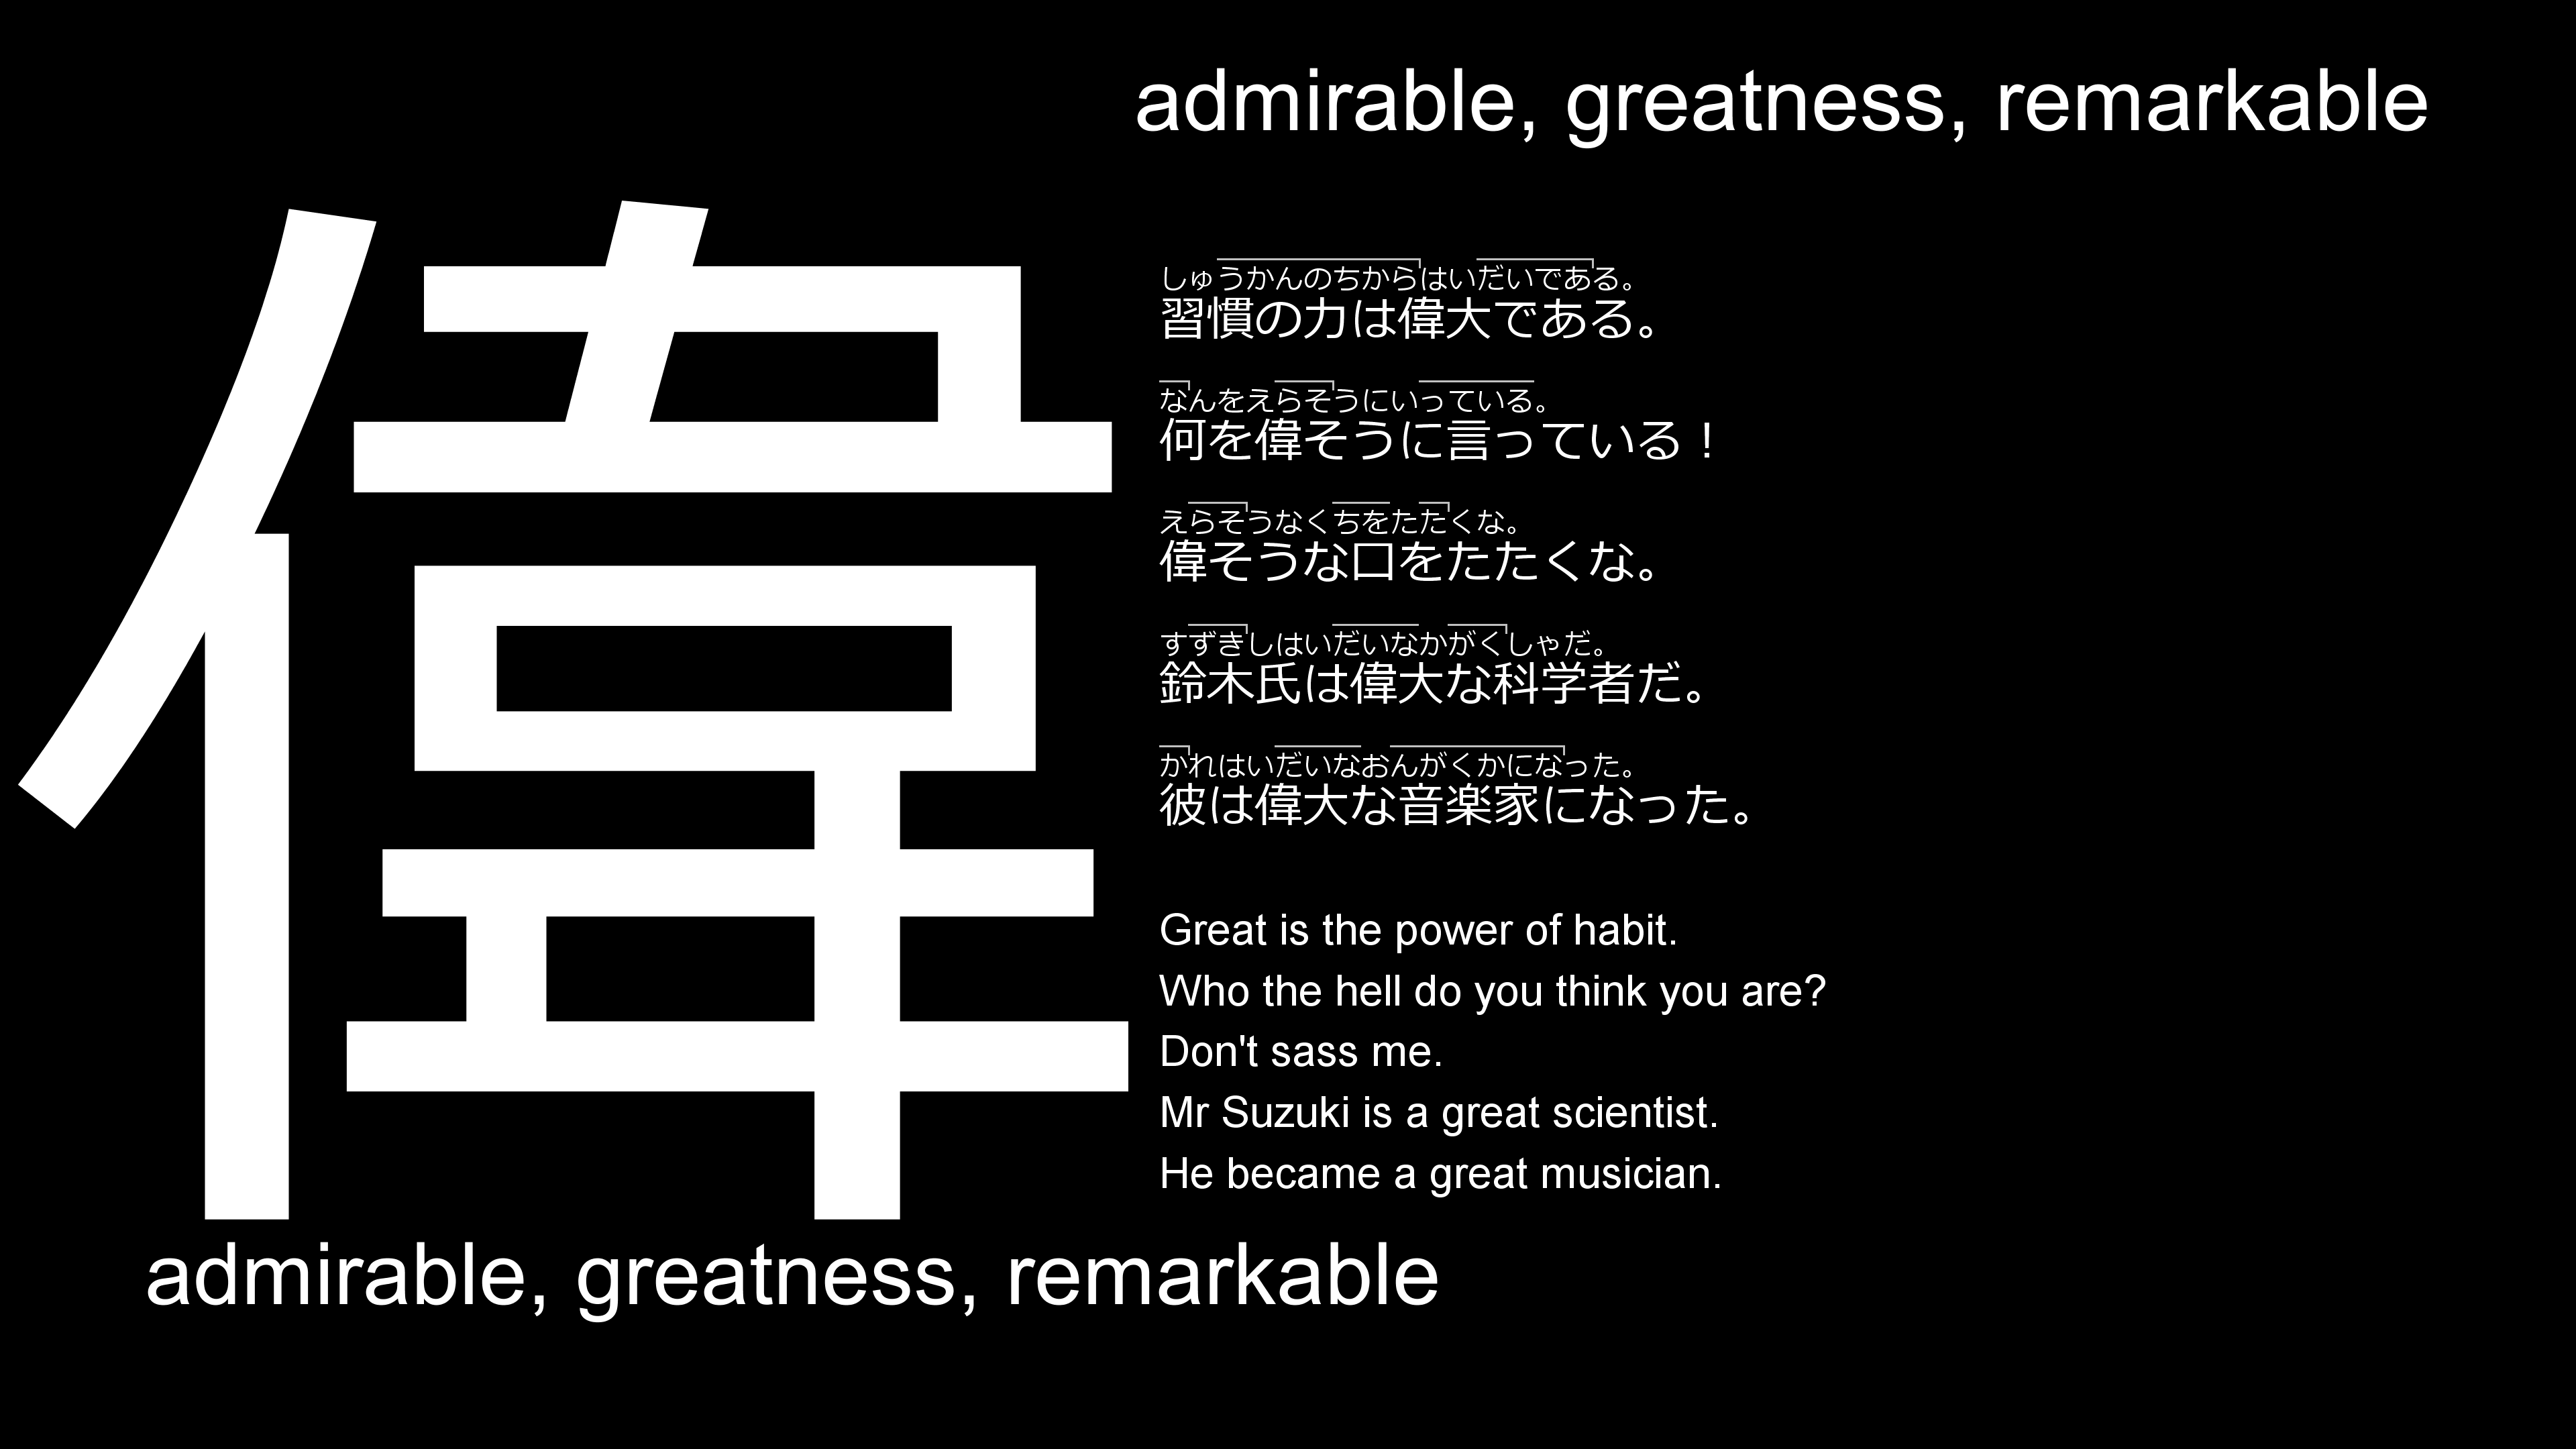 admirable, greatness, remarkable
偉
しゅうかんのちからはいだいである。
習慣の力は偉大である。
なんをえらそうにいっている。
何を偉そうに言っている！
えらそうなくちをたたくな。
偉そうな口をたたくな。
すずきしはいだいなかがくしゃだ。
鈴木氏は偉大な科学者だ。
かれはいだいなおんがくかになった。
彼は偉大な音楽家になった。
Great is the power of habit.
Who the hell do you think you are?
Don't sass me.
Mr Suzuki is a great scientist.
He became a great musician.
admirable, greatness, remarkable